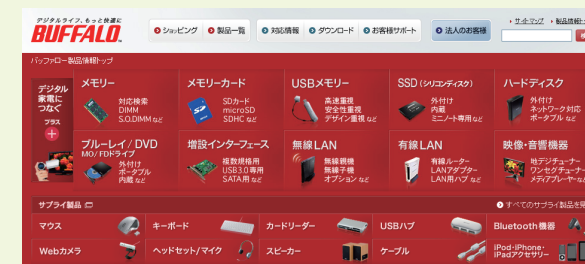 デジタルライフ、もっと快適に
BUFFALO
サイトマップ
ショッピング 製品一覧 対応情報 ダウンロード お客様サポート 法人のお客様
バッファロー製品情報トップ
デジタル家電につなぐ
プラス
メモリー
対応検索
DIMM
S.O.DIMM など
メモリーカード
SDカード
microSD
SDHC など
USBメモリー
高速重視
安全性重視
デザイン重視 など
SSD (シリコンディスク)
外付け
内蔵
ミニノート専用 など
ハードディスク
外付け
ネットワーク対応
ポータブル など
ブルーレイ/DVD
MO/FDドライブ
外付け
ポータブル
内蔵 など
増設インターフェース
複数規格用
USB3.0専用
SATA用 など
無線LAN
無線親機
無線子機
オプション など
有線LAN
有線ルーター
LANアダプター
LAN用ハブ など
映像・音響機器
地デジチューナー
ワンセグチューナー
メディアプレーヤーな
サプライ製品
すべてのサプライ製品を見
マウス キーボード カードリーダー USBハブ Bluetooth機器
Webカメラ ヘッドセット/マイク スピーカー ケーブル iPod・iPhone・
iPadアクセサリー